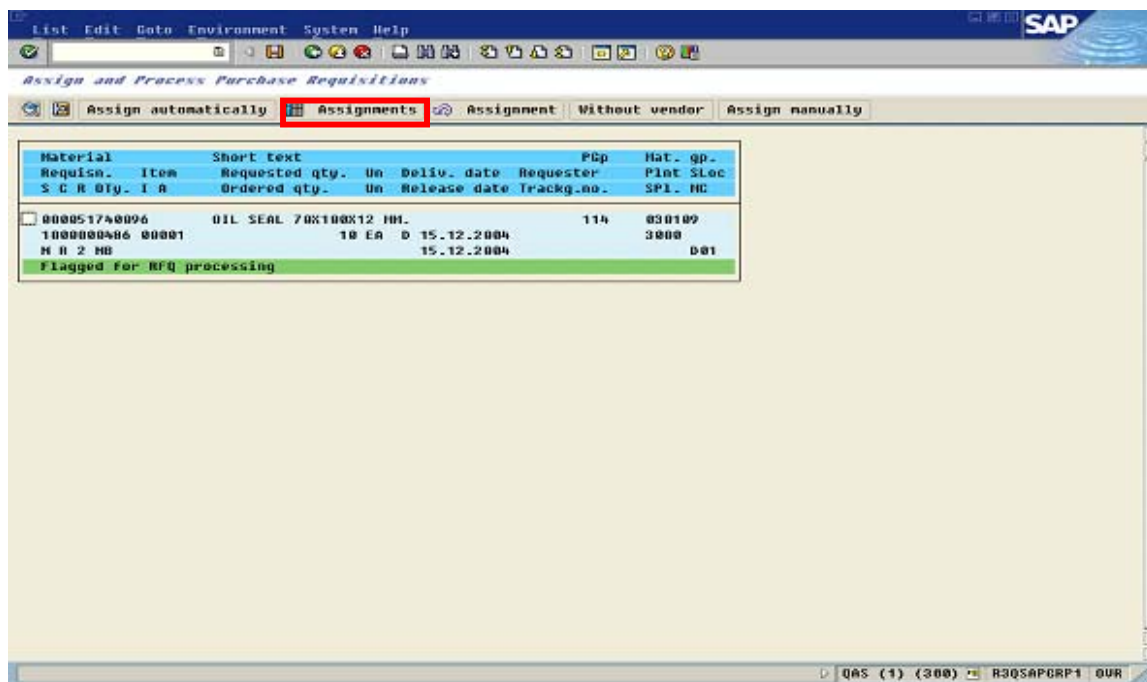 List Edit Goto Environment System Help
SAP
Assign and Process Purchase Requisitions
Assign automatically Assignments Assignment Without vendor Assign manually
Material Short text PGp Mat. gp.
Requisn. Item Requested qty. Un Deliv. date Requester Plnt SLoc
S C R DTy. I A Ordered qty. Un Release date Trackg.no. SPl. MC
000051740096 OIL SEAL 70X100X12 MM. 114 030109
1000000486 00001 10 EA D 15.12.2004 3000
N R 2 NB 15.12.2004 D01
Flagged for RFQ processing
QAS (1) (300) R3QSAPGRP1 OVR